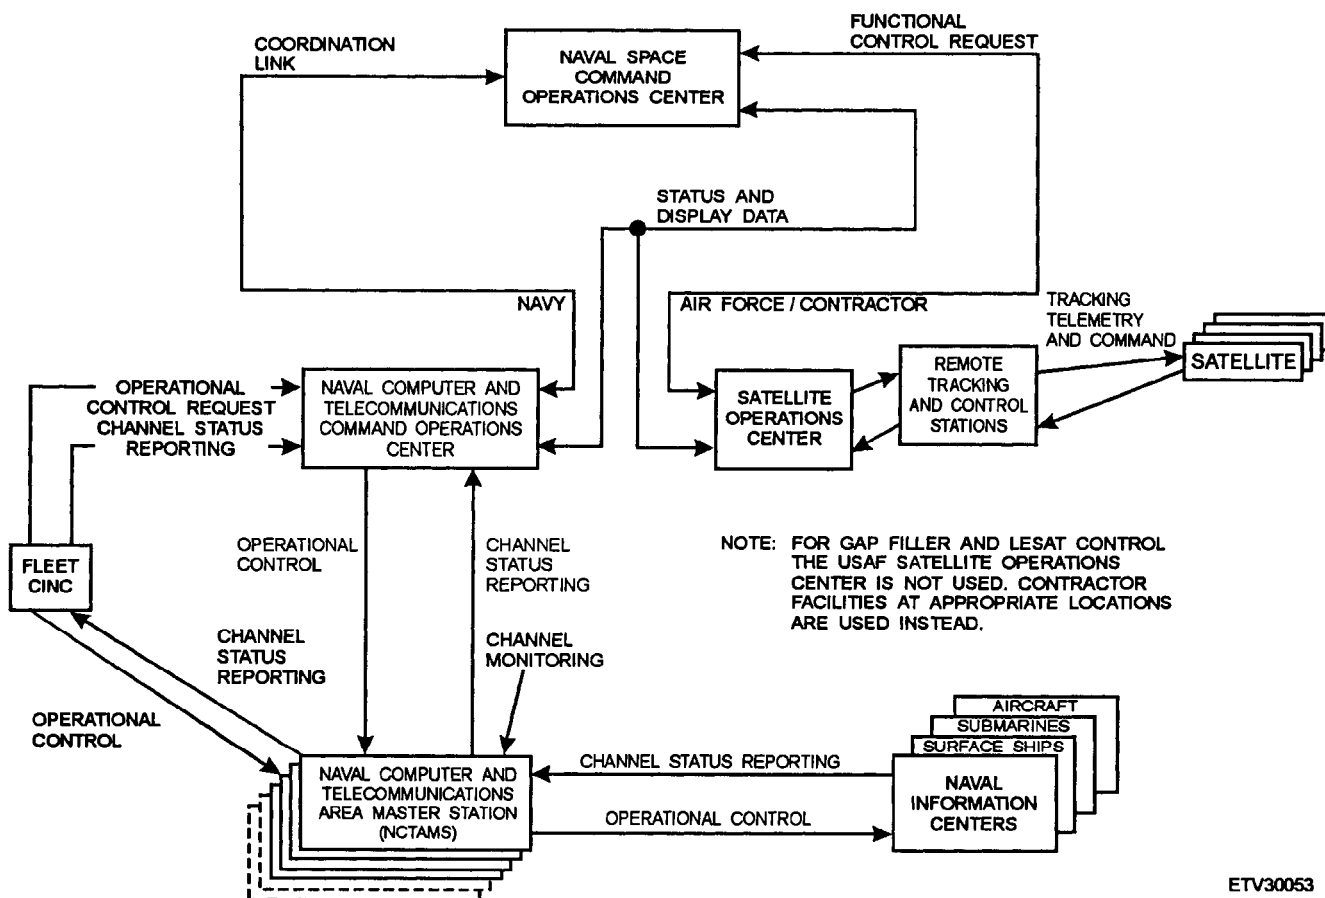 FUNCTIONAL
CONTROL REQUEST
COORDINATION
LINK
NAVAL SPACE
COMMAND
OPERATIONS CENTER
STATUS AND
DISPLAY DATA
NAVY
AIR FORCE / CONTRACTOR
TRACKING
TELEMETRY
AND COMMAND
SATELLITE
REMOTE
TRACKING
AND CONTROL
STATIONS
SATELLITE
OPERATIONS
CENTER
OPERATIONAL
CONTROL REQUEST
CHANNEL STATUS
REPORTING
NAVAL COMPUTER AND
TELECOMMUNICATIONS
COMMAND OPERATIONS
CENTER
FLEET
CINC
OPERATIONAL
CONTROL
CHANNEL
STATUS
REPORTING
NOTE: FOR GAP FILLER AND LESAT CONTROL
THE USAF SATELLITE OPERATIONS
CENTER IS NOT USED. CONTRACTOR
FACILITIES AT APPROPRIATE LOCATIONS
ARE USED INSTEAD.
CHANNEL
STATUS
REPORTING
CHANNEL
MONITORING
OPERATIONAL
CONTROL
AIRCRAFT
SUBMARINES
SURFACE SHIPS
NAVAL
INFORMATION
CENTERS
CHANNEL STATUS REPORTING
OPERATIONAL CONTROL
NAVAL COMPUTER AND
TELECOMMUNICATIONS
AREA MASTER STATION
(NCTAMS)
ETV30053